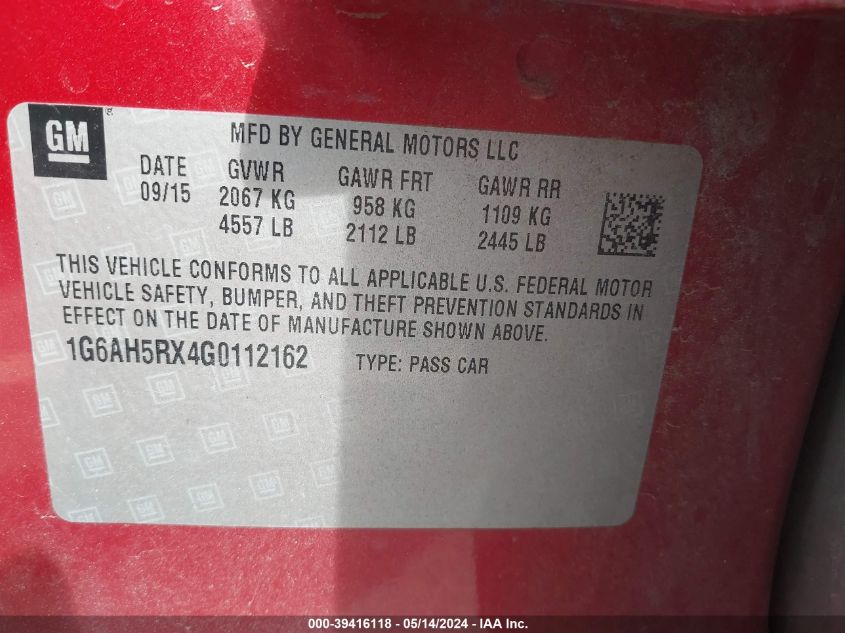 GM
MFD BY GENERAL MOTORS LLC
DATE GVWR GAWR FRT GAWR RR
09/15 2067 KG 958 KG 1109 KG
4557 LB 2112 LB 2445 LB
THIS VEHICLE CONFORMS TO ALL APPLICABLE U.S. FEDERAL MOTOR
VEHICLE SAFETY, BUMPER, AND THEFT PREVENTION STANDARDS IN
EFFECT ON THE DATE OF MANUFACTURE SHOWN ABOVE.
1G6AH5RX4G0112162 TYPE: PASS CAR
000-39416118 - 05/14/2024 - IAA Inc.